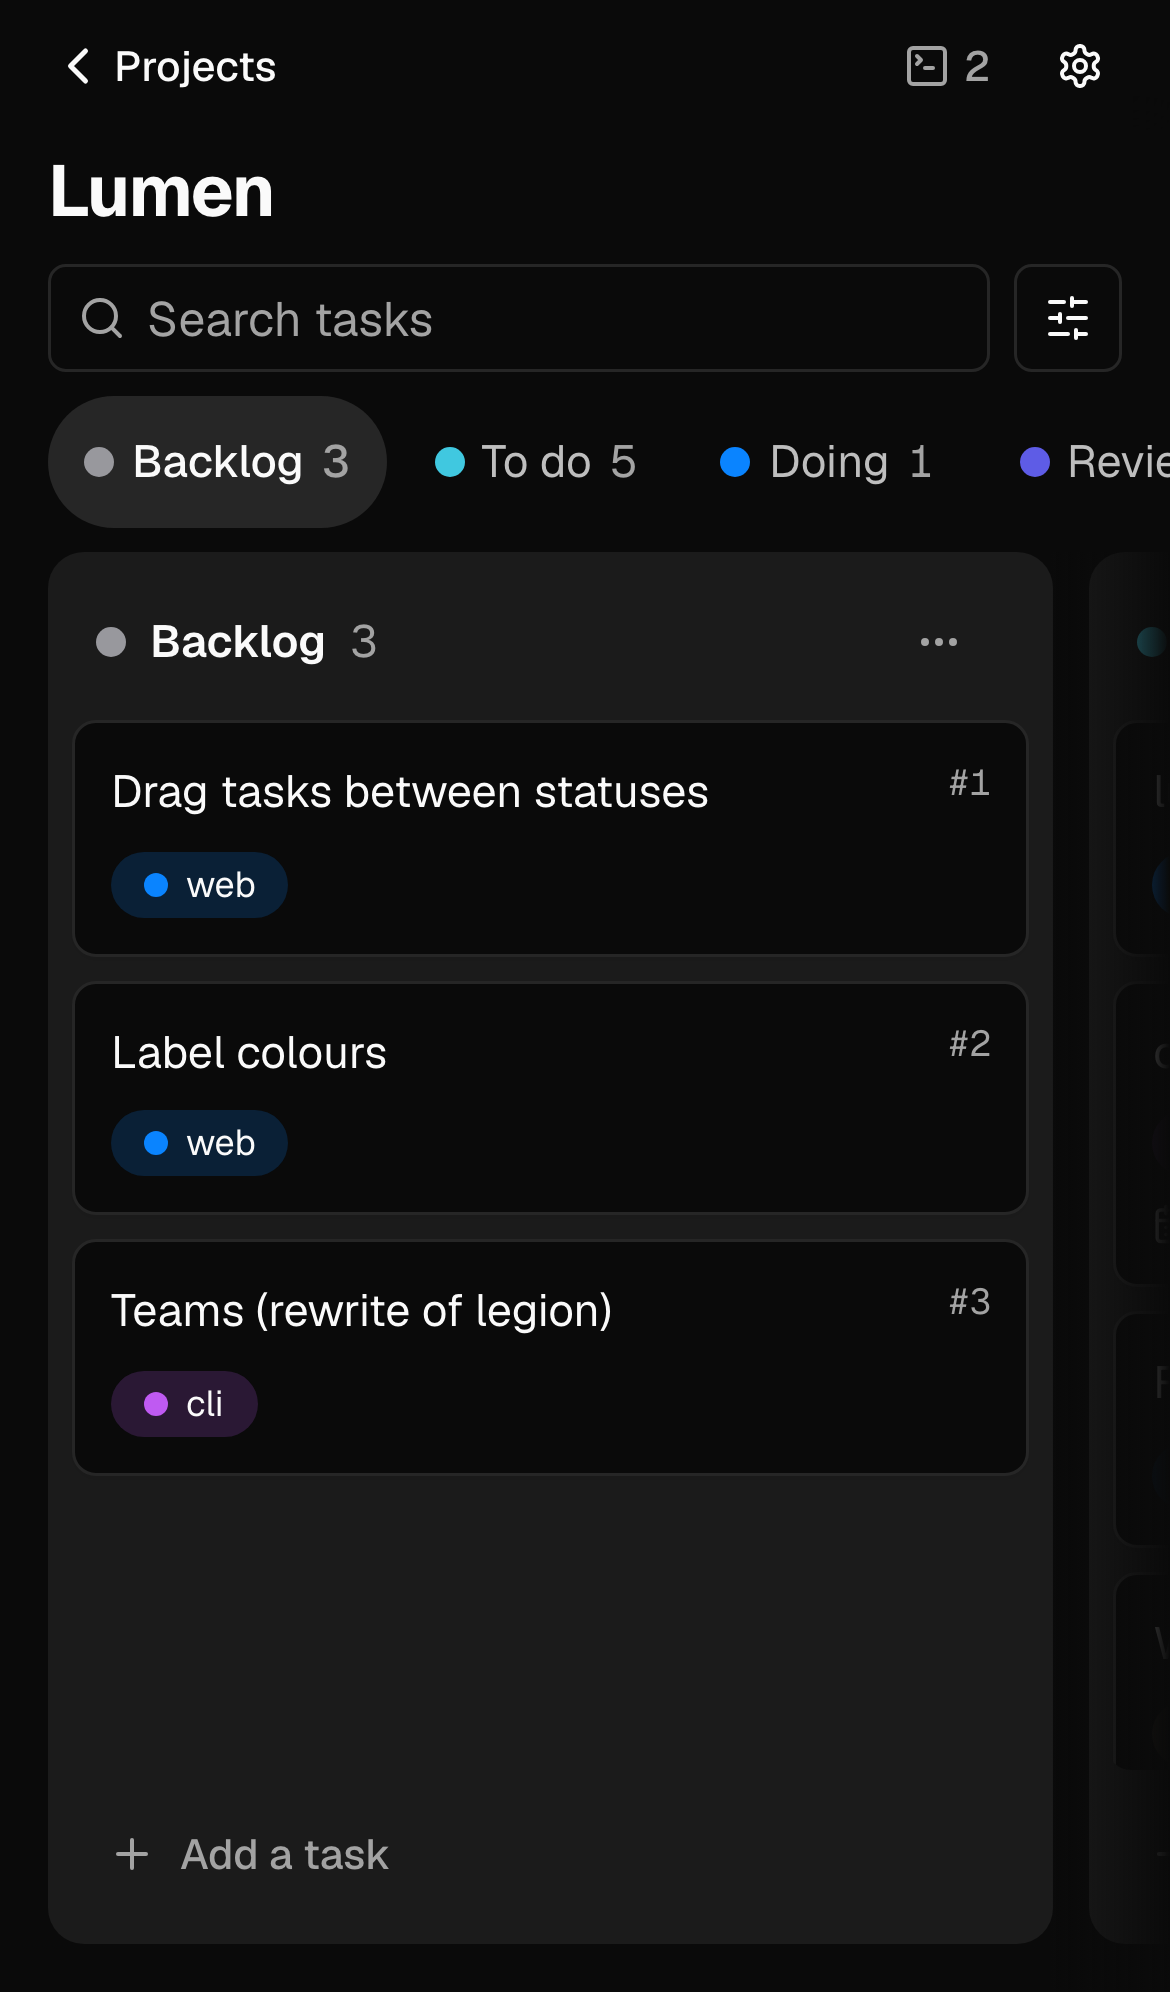 Projects 2
Lumen
Search tasks
Backlog 3 To do 5 Doing 1
Backlog 3
Drag tasks between statuses #1
web
Label colours #2
web
Teams (rewrite of legion) #3
cli
Add a task